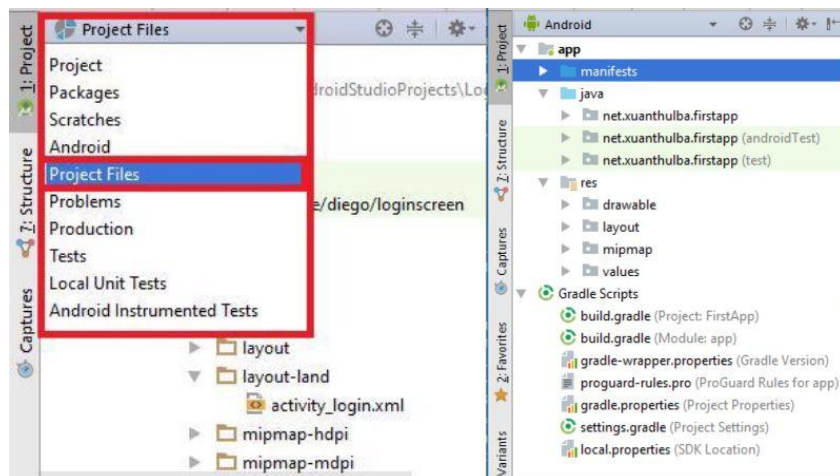 Project Files
1: Project
7: Structure
Captures
Project
Packages
Scratches
Android
Project Files
Problems
Production
Tests
Local Unit Tests
Android Instrumented Tests
droidStudioProjects\Lo
e/diego/loginscreen
layout
layout-land
activity_login.xml
mipmap-hdpi
mipmap-mdpi
Android
1: Project
7: Structure
Captures
2: Favorites
Variants
app
manifests
java
net.xuanthulba.firstapp
net.xuanthulba.firstapp (androidTest)
net.xuanthulba.firstapp (test)
res
drawable
layout
mipmap
values
Gradle Scripts
build.gradle (Project: FirstApp)
build.gradle (Module: app)
gradle-wrapper.properties (Gradle Version)
proguard-rules.pro (ProGuard Rules for app)
gradle.properties (Project Properties)
settings.gradle (Project Settings)
local.properties (SDK Location)